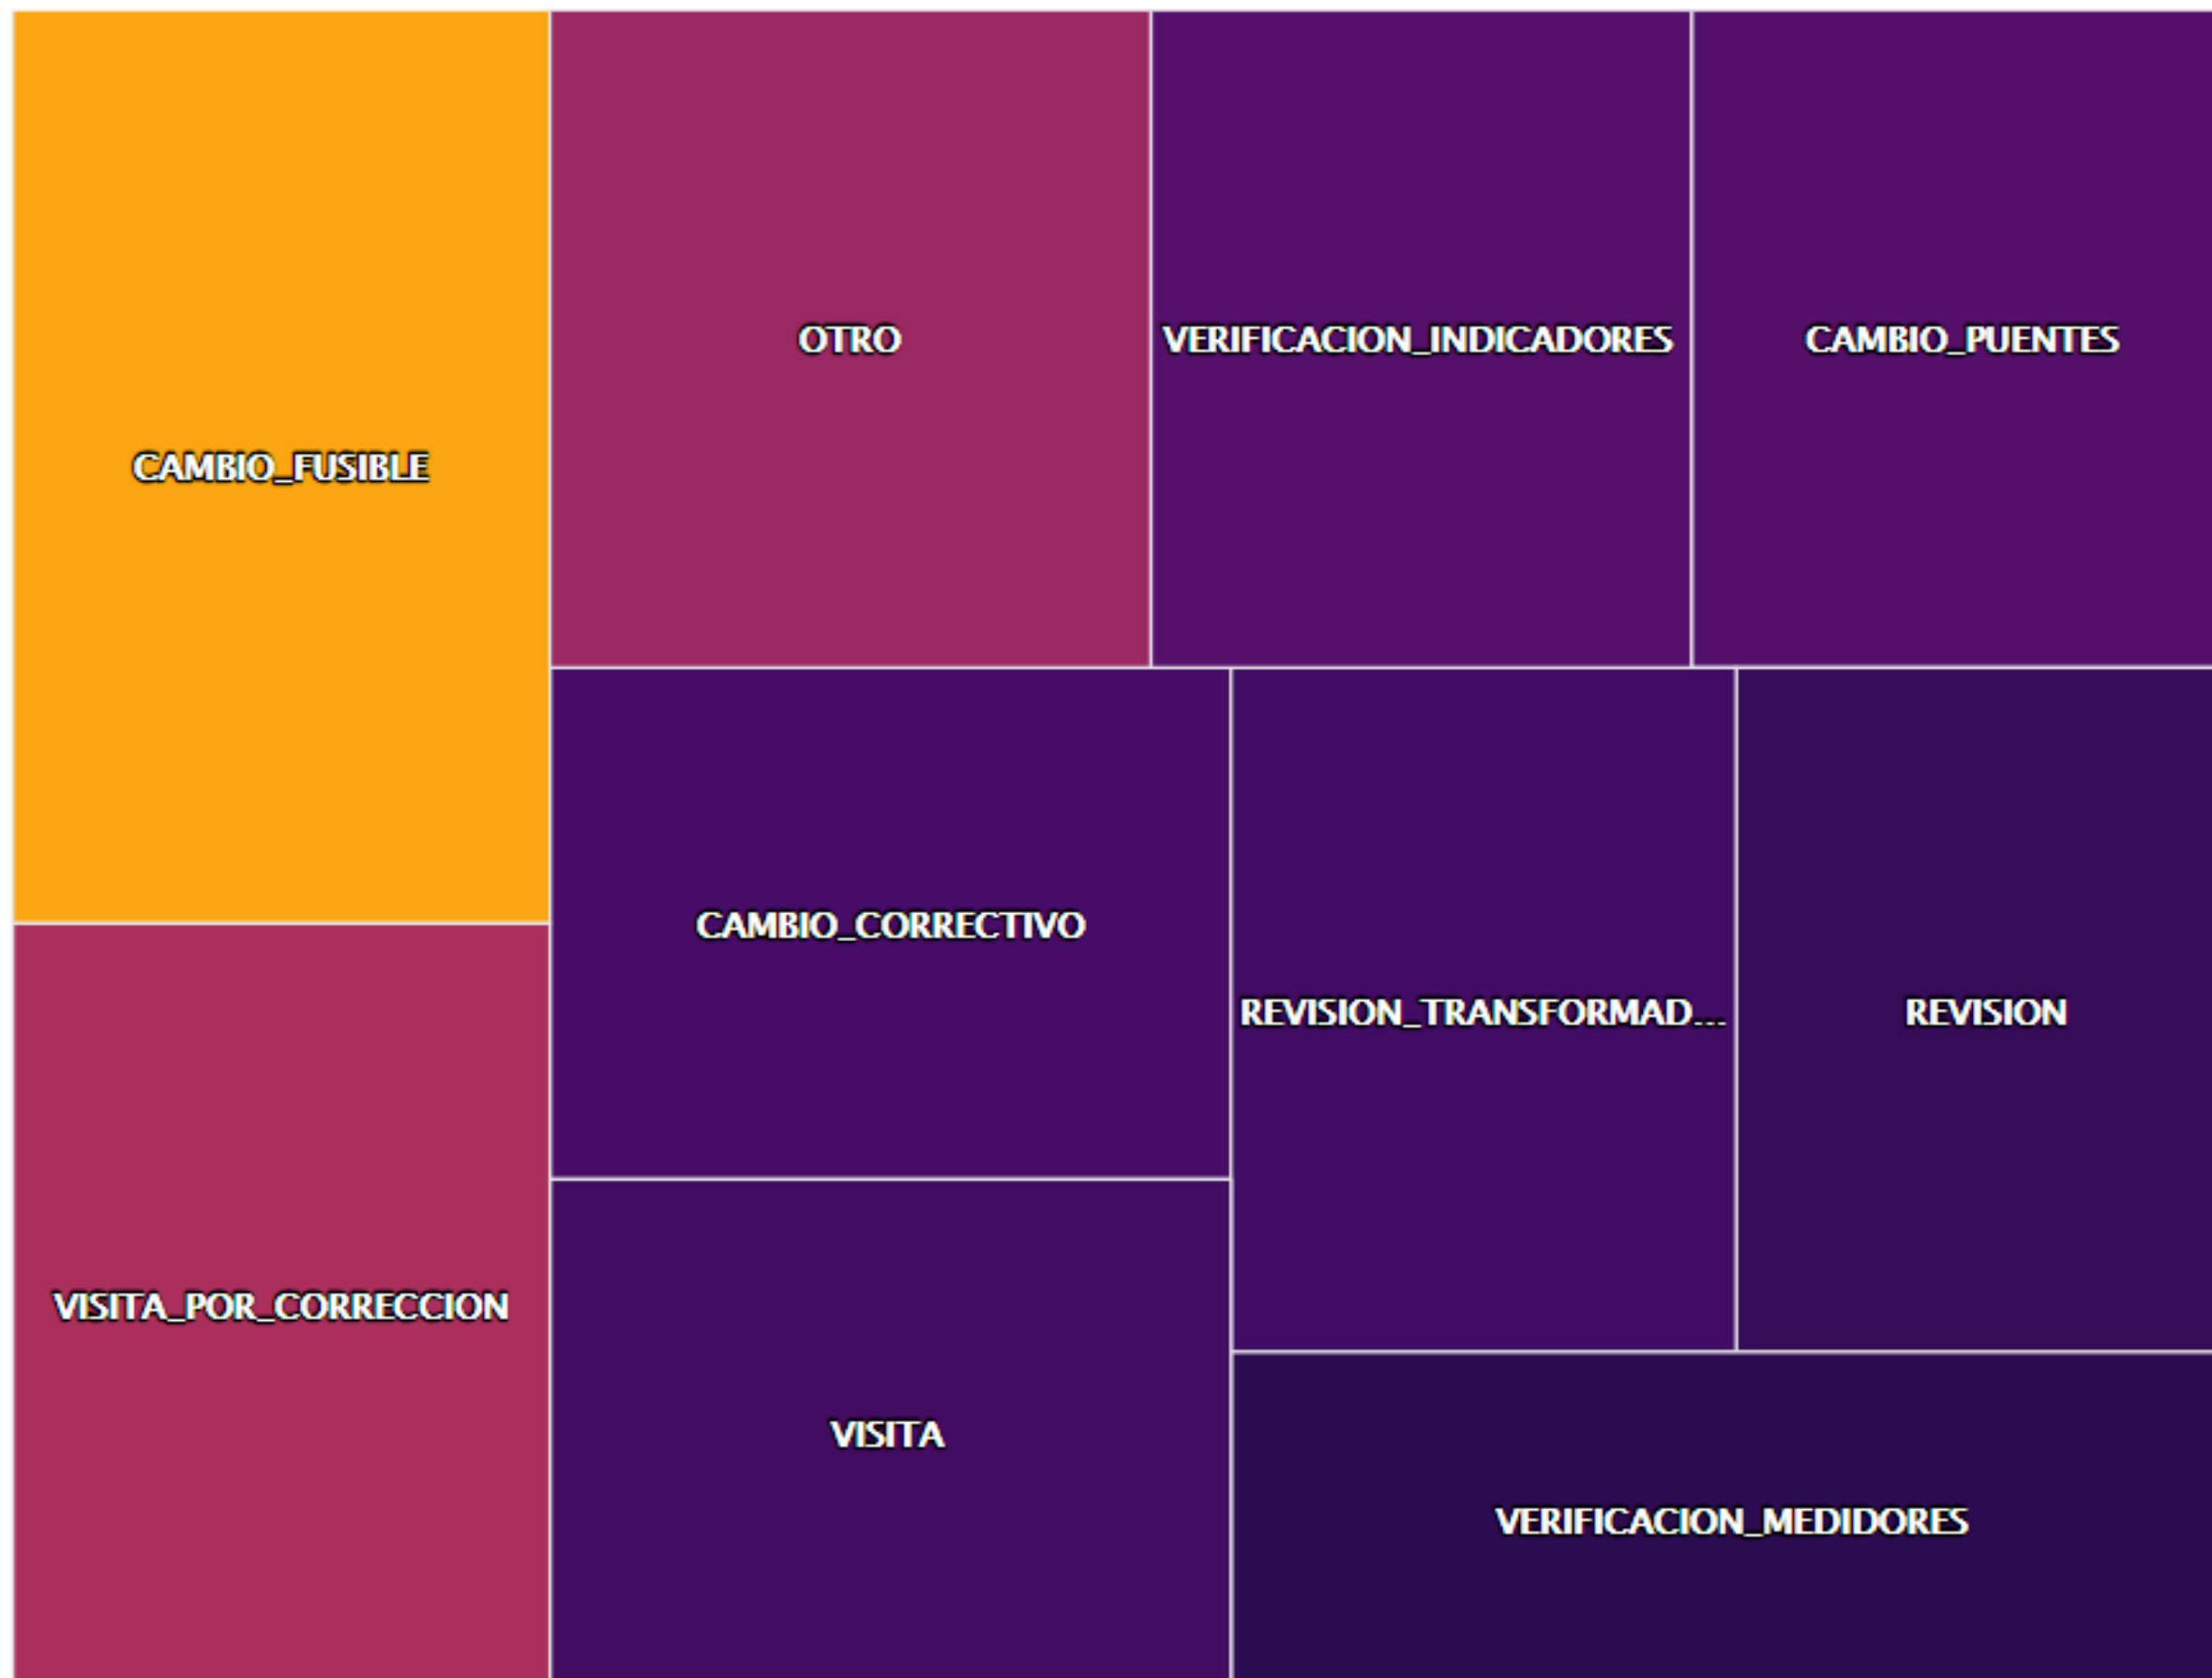 CAMBIO_FUSIBLE
OTRO
VERIFICACION_INDICADORES
CAMBIO_PUENTES
CAMBIO_CORRECTIVO
REVISION_TRANSFORMAD...
REVISION
VISITA_POR_CORRECCION
VISITA
VERIFICACION_MEDIDORES